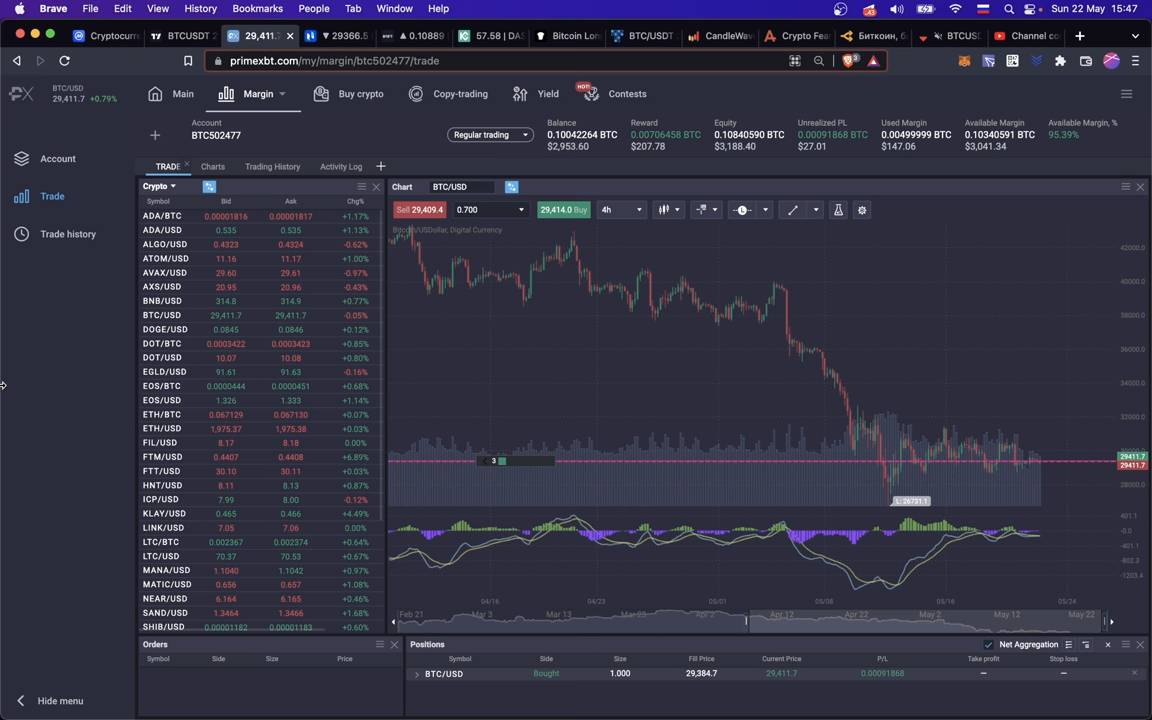 Brave File Edit View History Bookmarks People Tab Window Help Sun 22 May 15:47
Cryptocurre BTCUSDT 2 29,411.7 29366.5 0.10889 57.58 | DAS Bitcoin Lon BTC/USDT CandleWav Crypto Fea Биткоин, б BTCUSD Channel co
primexbt.com/my/margin/btc502477/trade
BTC/USD
29,411.7 +0.79%
Main Margin Buy crypto Copy-trading Yield HOT Contests
Account
BTC502477
Regular trading
Balance
0.10042264 BTC
$2,953.60
Reward
0.00706458 BTC
$207.78
Equity
0.10840590 BTC
$3,188.40
Unrealized PL
0.00091868 BTC
$27.01
Used Margin
0.00499999 BTC
$147.06
Available Margin
0.10340591 BTC
$3,041.34
Available Margin, %
95.39%
Account
Trade
Trade history
Hide menu
TRADE Charts Trading History Activity Log
Crypto
Symbol Bid Ask Chg%
ADA/BTC 0.00001816 0.00001817 +1.17%
ADA/USD 0.535 0.535 +1.13%
ALGO/USD 0.4323 0.4324 -0.62%
ATOM/USD 11.16 11.17 +1.00%
AVAX/USD 29.60 29.61 -0.97%
AXS/USD 20.95 20.96 -0.43%
BNB/USD 314.8 314.9 +0.77%
BTC/USD 29,411.7 29,411.7 -0.05%
DOGE/USD 0.0845 0.0846 +0.12%
DOT/BTC 0.0003422 0.0003423 +0.85%
DOT/USD 10.07 10.08 +0.80%
EGLD/USD 91.61 91.63 -0.16%
EOS/BTC 0.0000444 0.0000451 +0.68%
EOS/USD 1.326 1.333 +1.14%
ETH/BTC 0.067129 0.067130 +0.07%
ETH/USD 1,975.37 1,975.38 +0.03%
FIL/USD 8.17 8.18 0.00%
FTM/USD 0.4407 0.4408 +6.89%
FTT/USD 30.10 30.11 +0.03%
HNT/USD 8.11 8.13 +0.87%
ICP/USD 7.99 8.00 -0.12%
KLAY/USD 0.465 0.466 +4.49%
LINK/USD 7.05 7.06 0.00%
LTC/BTC 0.002367 0.002374 +0.64%
LTC/USD 70.37 70.53 +0.67%
MANA/USD 1.1040 1.1042 +0.97%
MATIC/USD 0.656 0.657 +1.08%
NEAR/USD 6.164 6.165 +0.46%
SAND/USD 1.3464 1.3466 +1.68%
SHIB/USD 0.00001182 0.00001183 +0.60%
Chart BTC/USD
Sell 29,409.4 0.700 29,414.0 Buy 4h
Bitcoin/USDollar, Digital Currency
42000.0
40000.0
38000.0
36000.0
34000.0
32000.0
29411.7
29411.7
28000.0
3
L: 26731.1
401.1
-0.0
-401.1
-802.3
-1203.4
04/16 04/23 05/01 05/08 05/16 05/24
Feb 21 Mar 3 Mar 13 Mar 23 Apr 2 Apr 12 Apr 22 May 2 May 12
Orders
Symbol Side Size Price
Positions Net Aggregation
Symbol Side Size Fill Price Current Price P/L Take profit Stop loss
BTC/USD Bought 1.000 29,384.7 29,411.7 0.00091868 – –